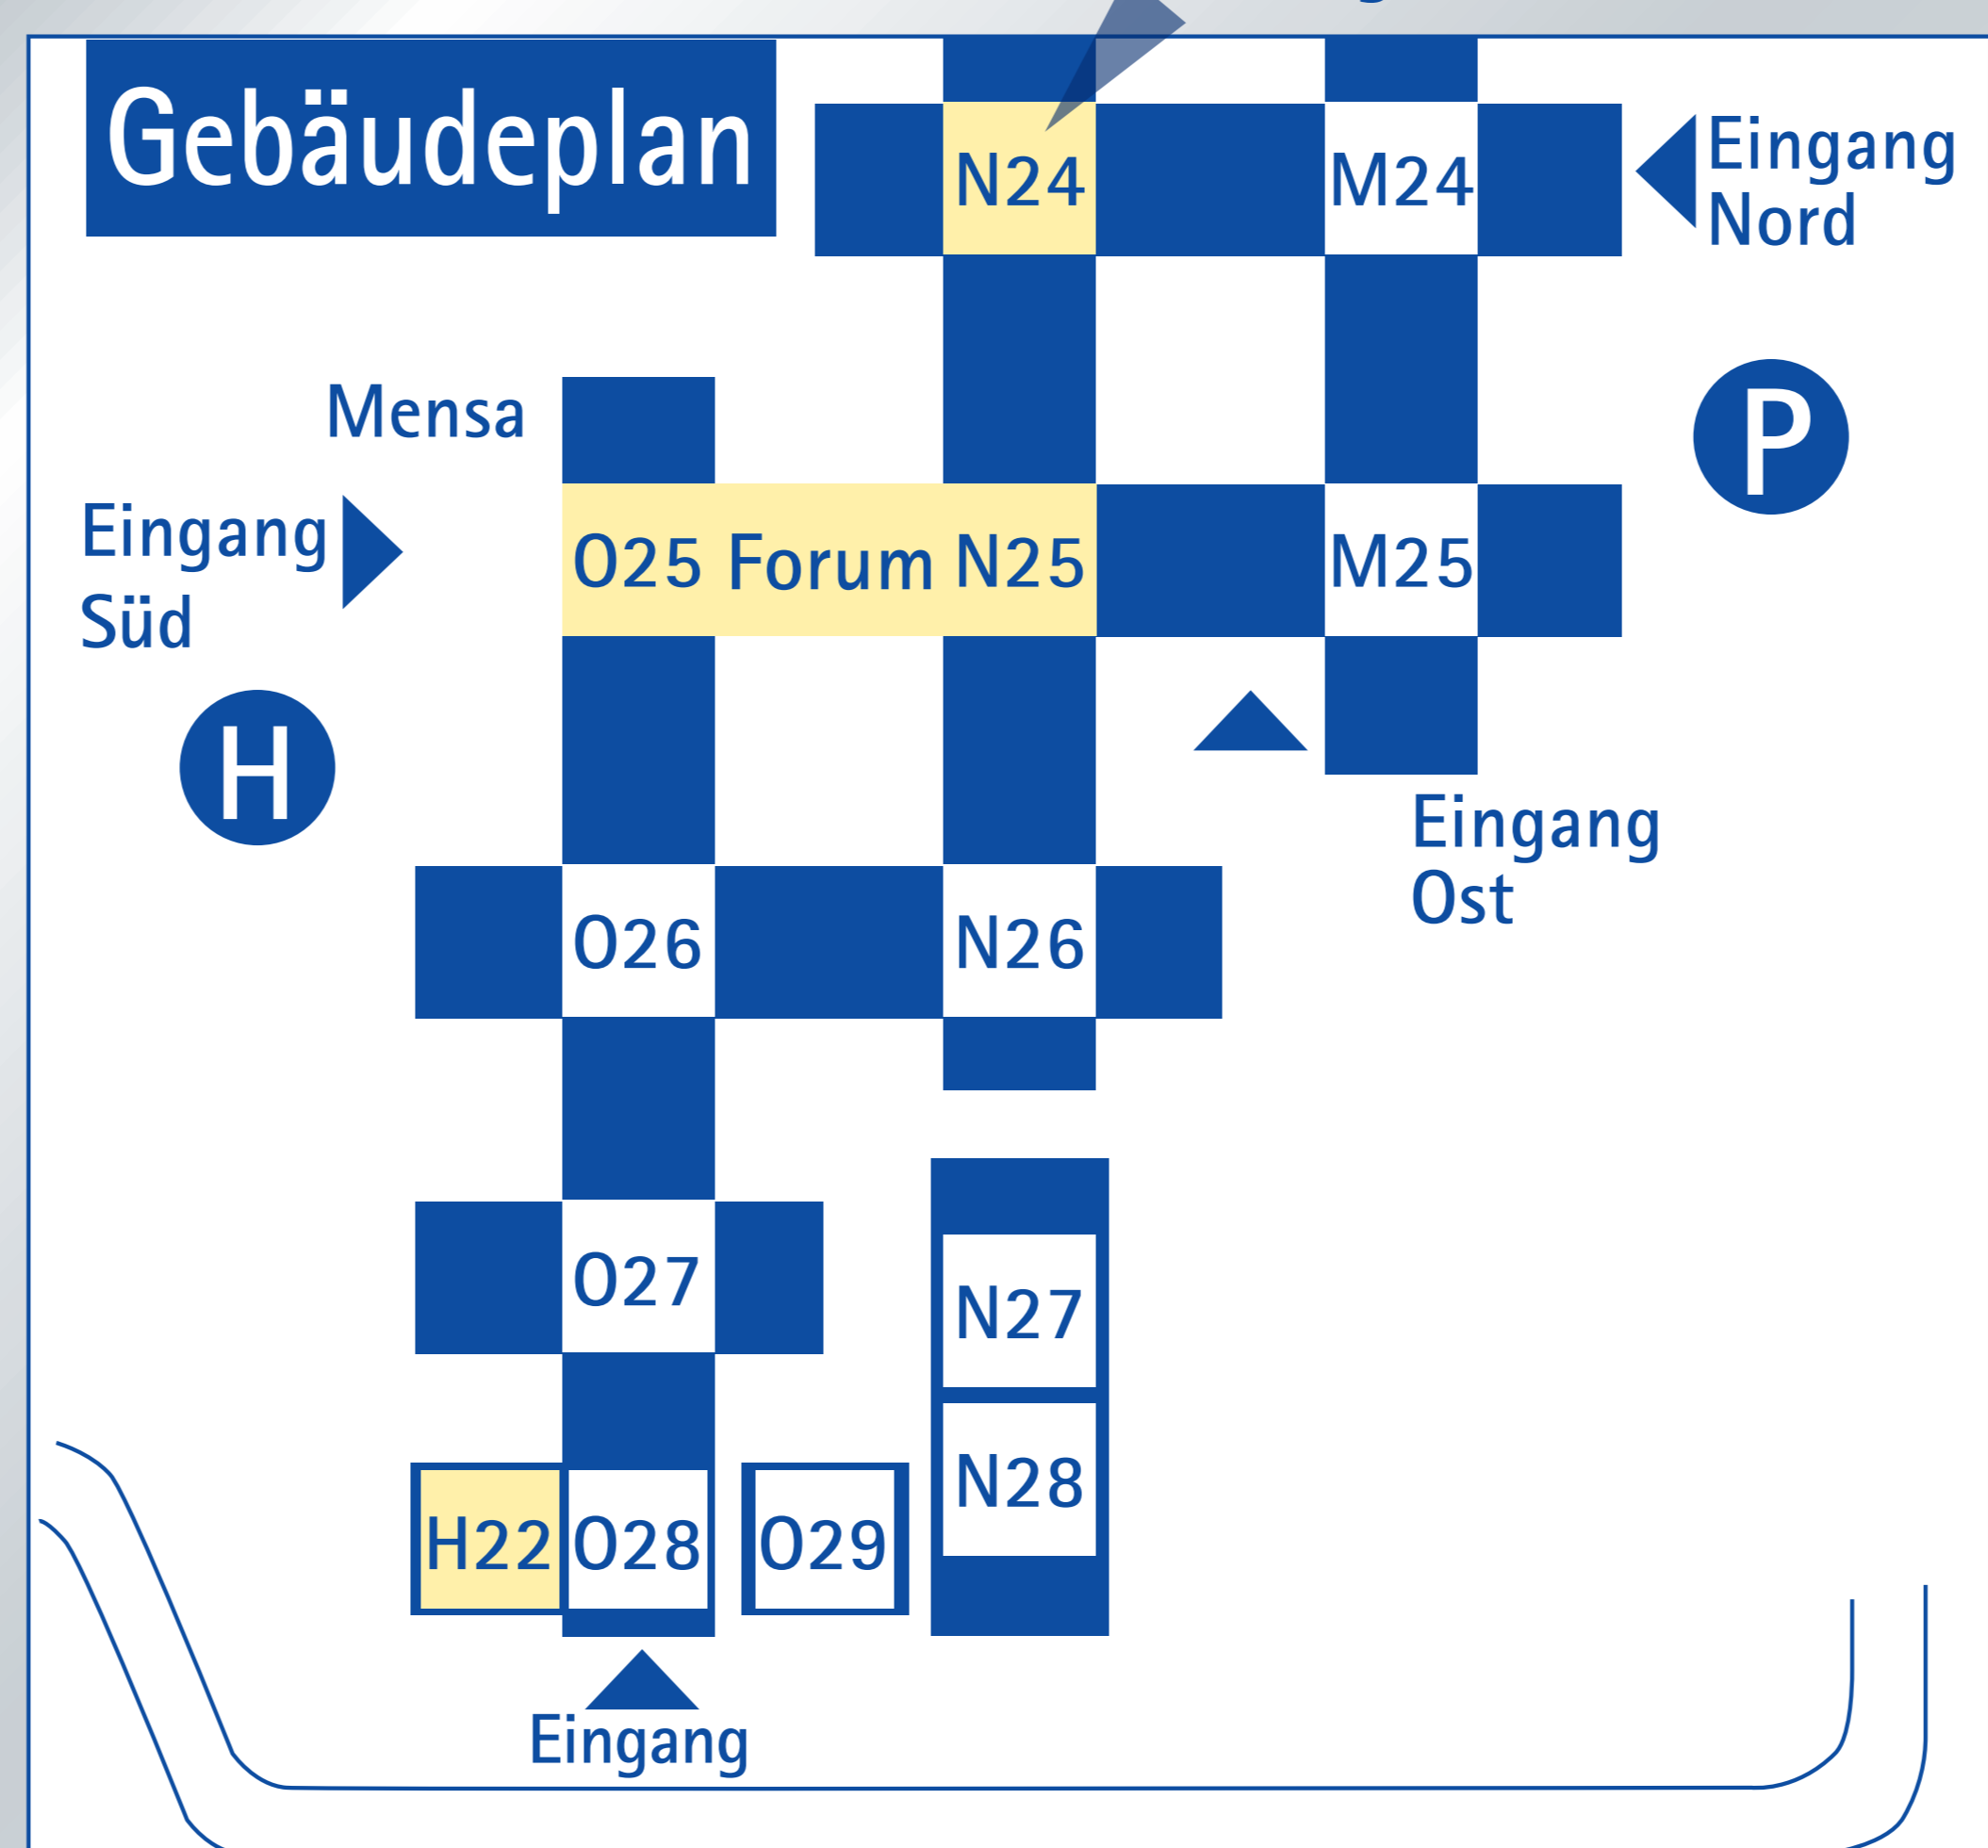 Gebäudeplan
N24
M24
Eingang
Nord
Mensa
P
Eingang
Süd
O25 Forum N25
M25
H
Eingang
Ost
O26
N26
O27
N27
N28
H22
O28
O29
Eingang